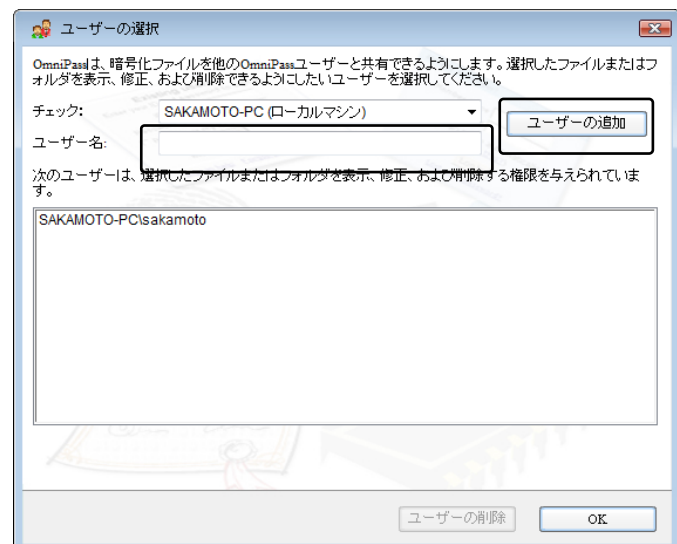 ユーザーの選択
OmniPassは、暗号化ファイルを他のOmniPassユーザーと共有できるようにします。選択したファイルまたはフ
ォルダを表示、修正、および削除できるようにしたいユーザーを選択してください。
チェック: SAKAMOTO-PC (ローカルマシン) ユーザーの追加
ユーザー名:
次のユーザーは、選択したファイルまたはフォルダを表示、修正、および削除する権限を与えられていま
す。
SAKAMOTO-PC\sakamoto
ユーザーの削除 OK